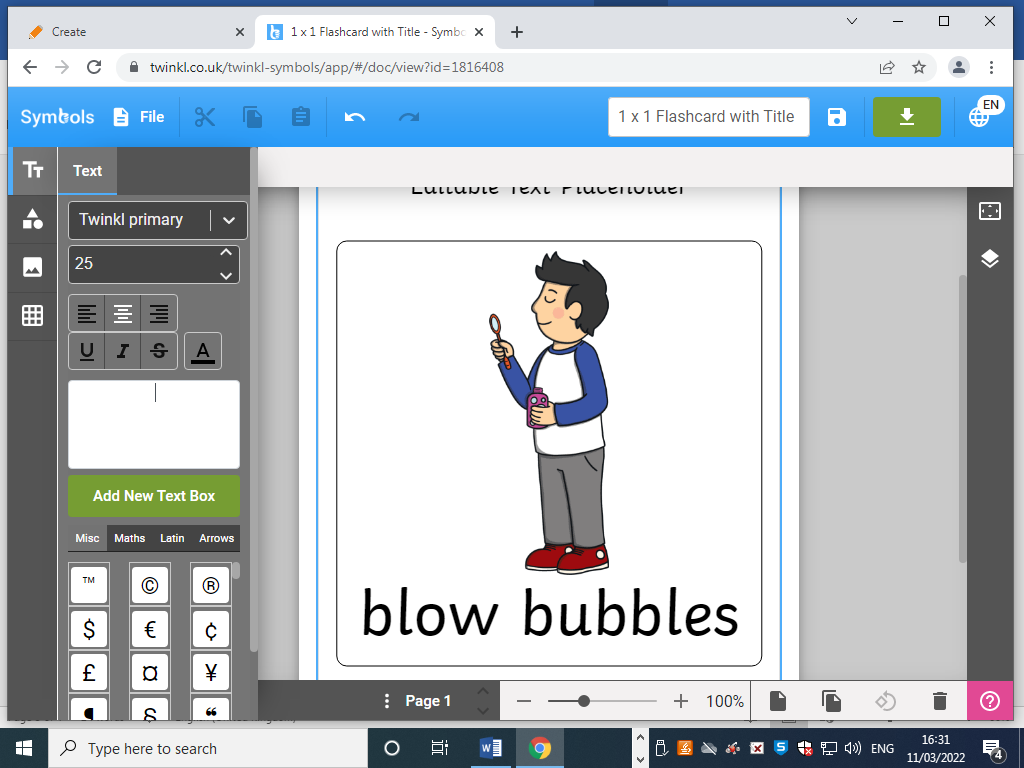 Create
1 x 1 Flashcard with Title - Symbo
twinkl.co.uk/twinkl-symbols/app/#/doc/view?id=1816408
Symbols File 1 x 1 Flashcard with Title EN
Text
Twinkl primary
25
U I S A
Add New Text Box
Misc Maths Latin Arrows
™ © ®
$ € ¢
£ ¤ ¥
¶ § “
Editable Text Placeholder
blow bubbles
Page 1 100%
Type here to search
ENG
16:31
11/03/2022
4